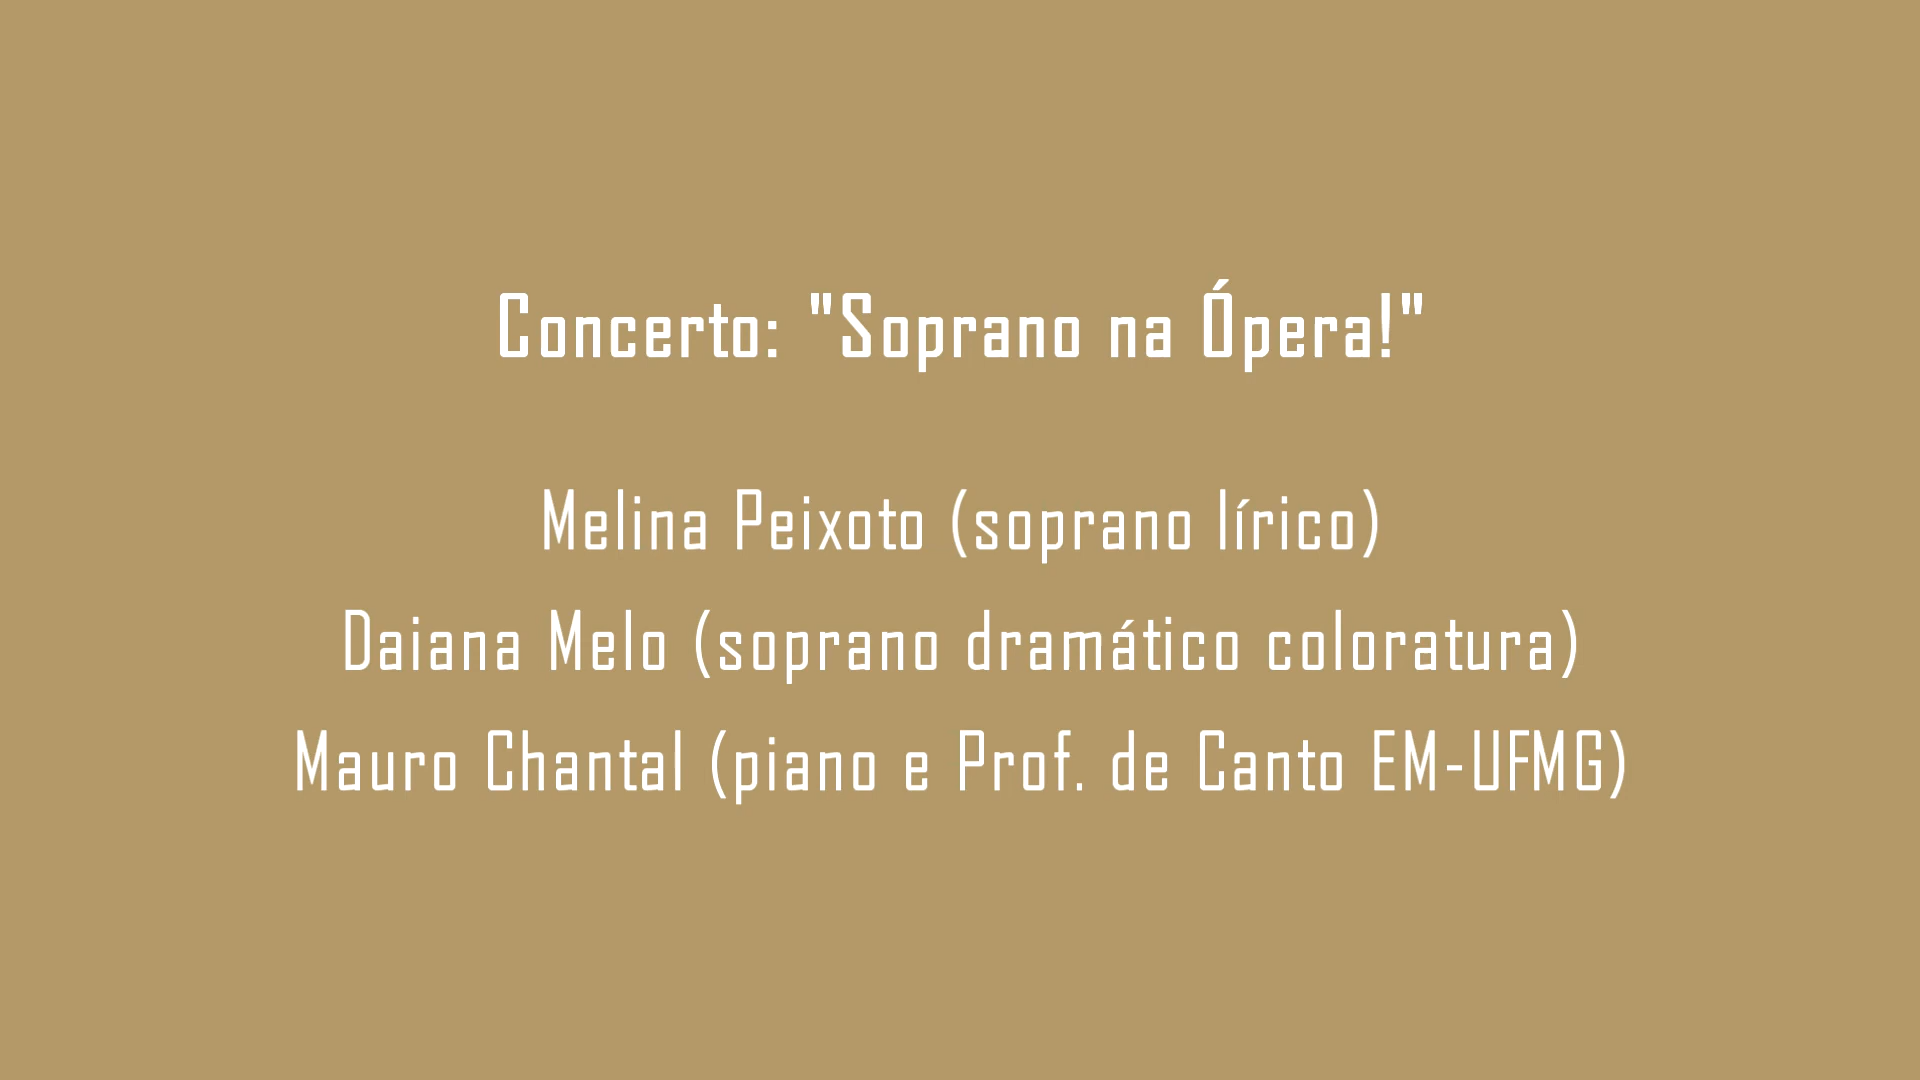 Concerto: "Soprano na Ópera!"
Melina Peixoto (soprano lírico)
Daiana Melo (soprano dramático coloratura)
Mauro Chantal (piano e Prof. de Canto EM-UFMG)